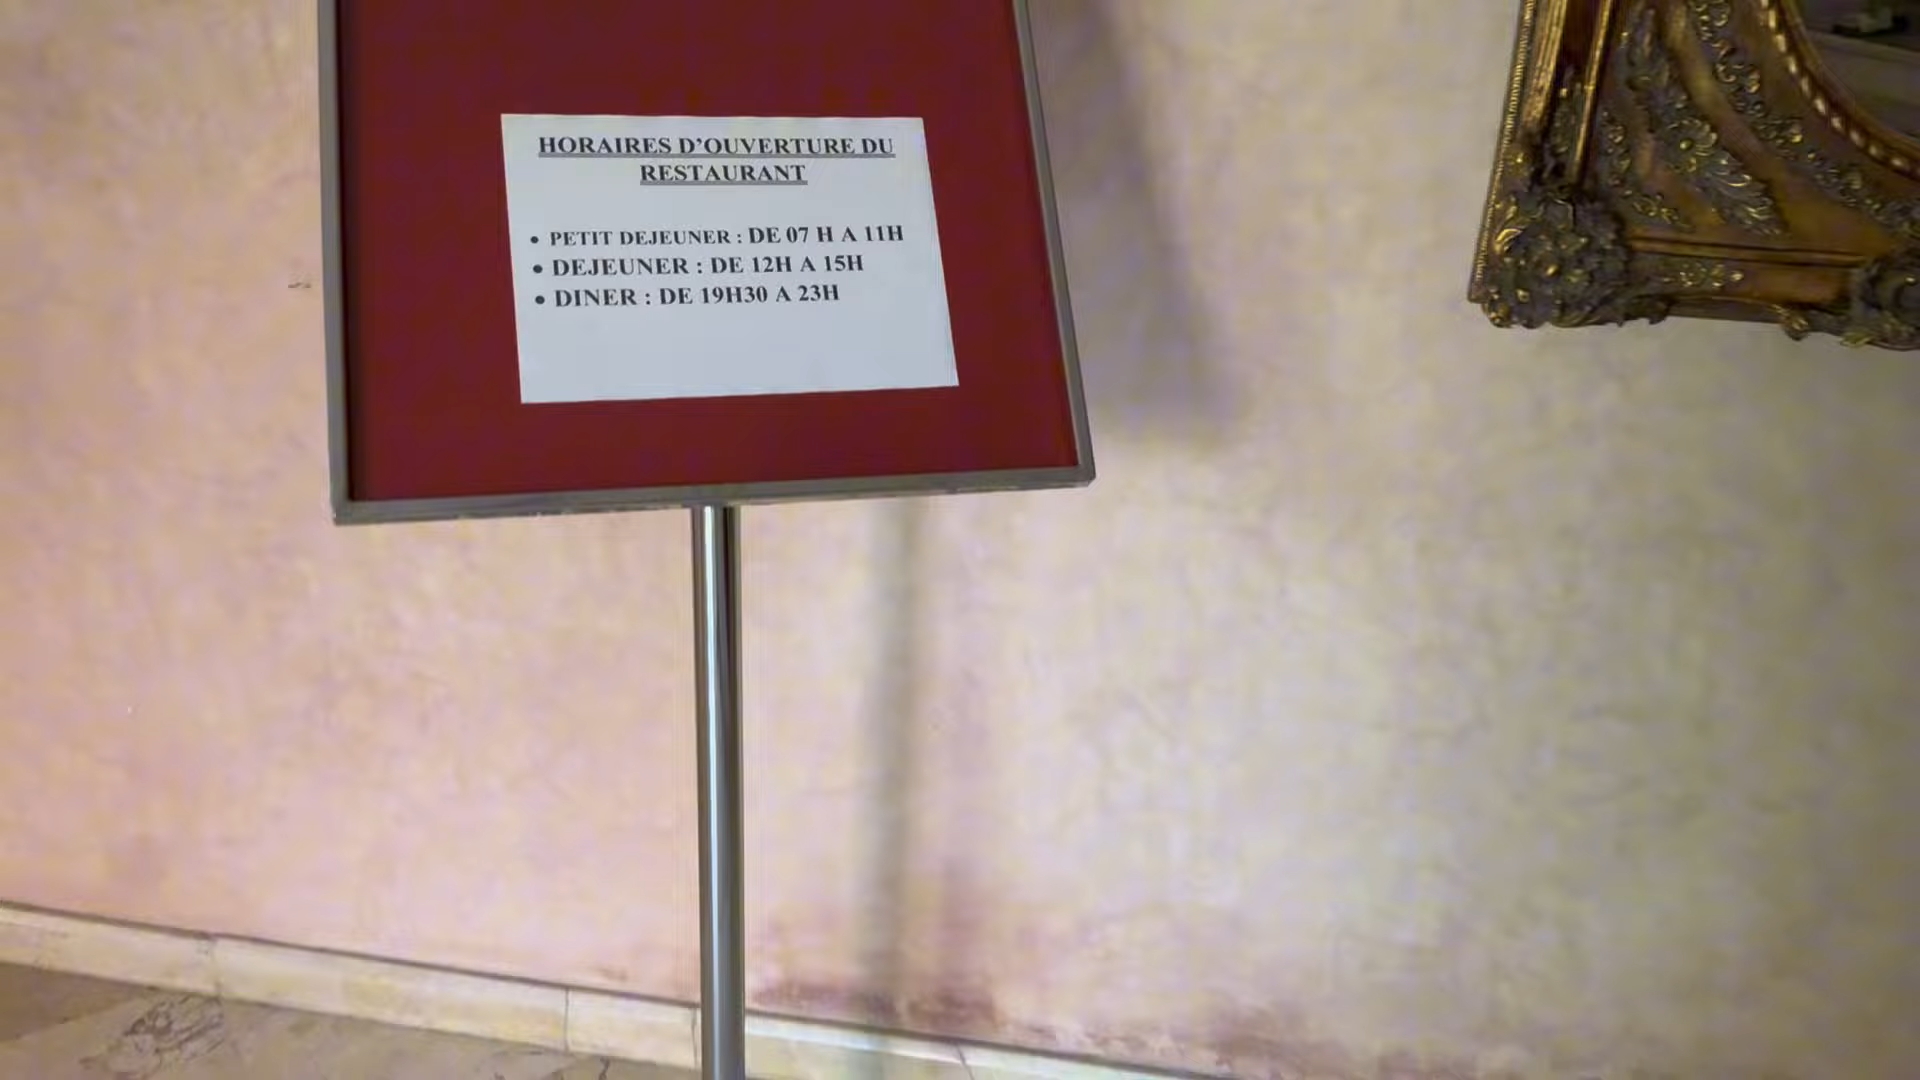 HORAIRES D'OUVERTURE DU
RESTAURANT
• PETIT DEJEUNER : DE 07 H A 11H
• DEJEUNER : DE 12H A 15H
• DINER : DE 19H30 A 23H